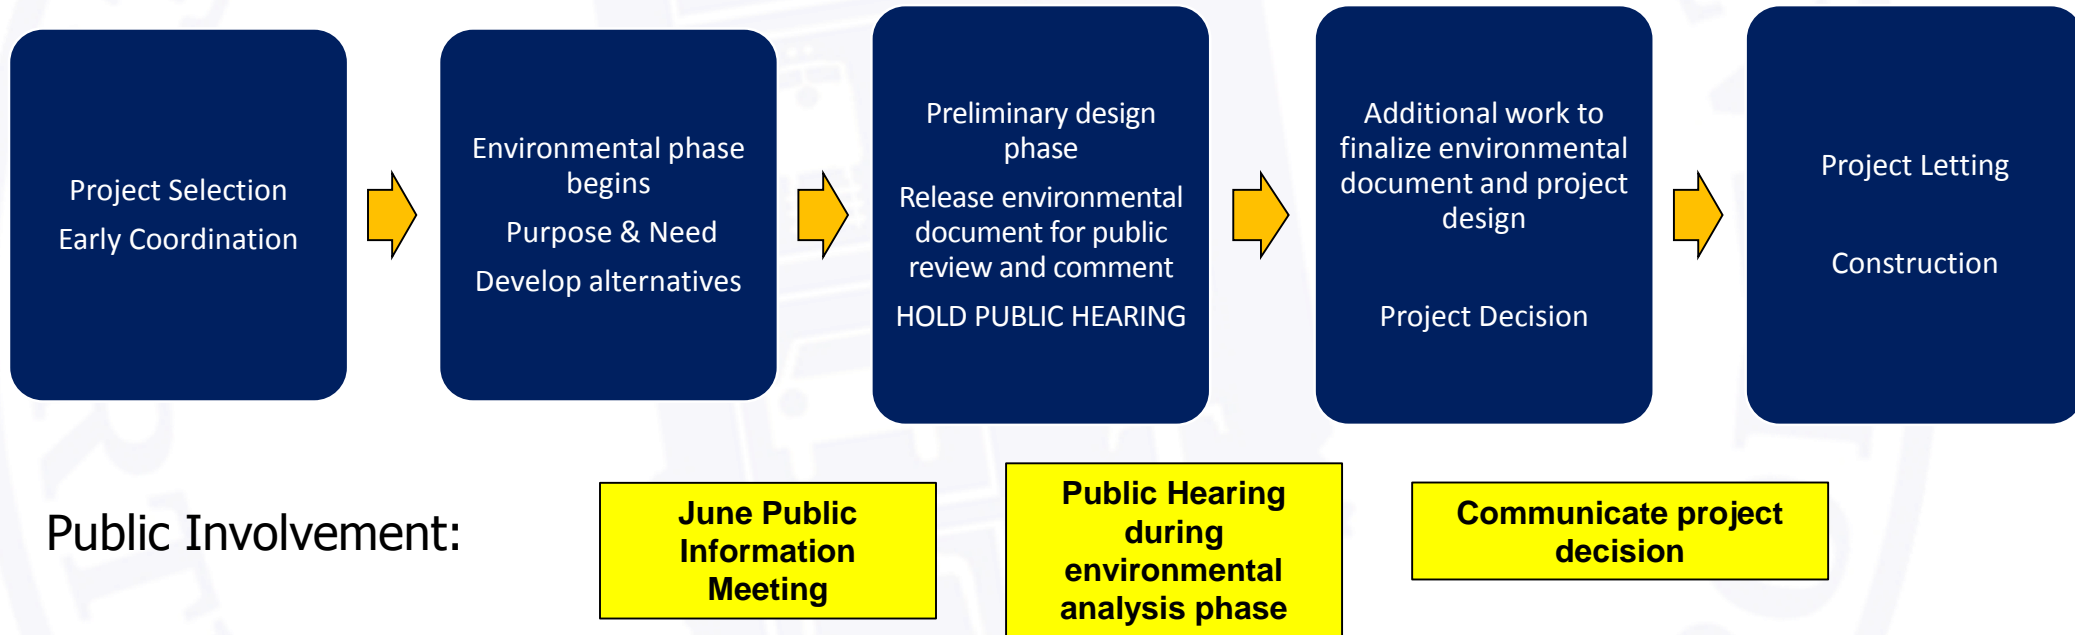 Project Selection
Early Coordination
Environmental phase
begins
Purpose & Need
Develop alternatives
Preliminary design
phase
Release environmental
document for public
review and comment
HOLD PUBLIC HEARING
Additional work to
finalize environmental
document and project
design
Project Decision
Project Letting
Construction
Public Involvement:
June Public
Information
Meeting
Public Hearing
during
environmental
analysis phase
Communicate project
decision